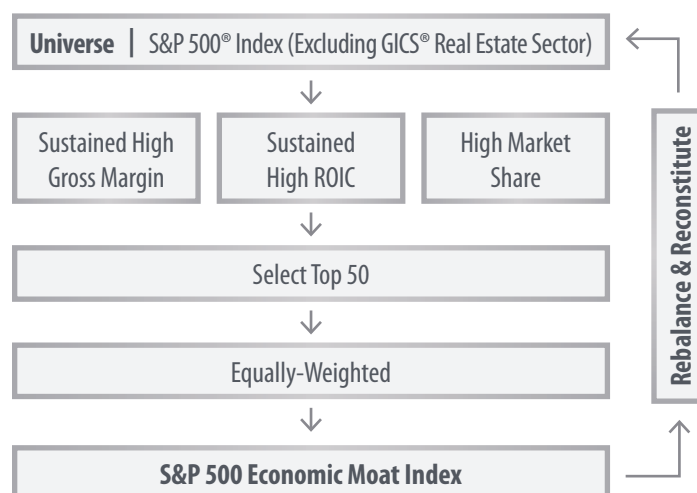 Universe | S&P 500® Index (Excluding GICS® Real Estate Sector)
Sustained High
Gross Margin
Sustained
High ROIC
High Market
Share
Select Top 50
Equally-Weighted
S&P 500 Economic Moat Index
Rebalance & Reconstitute